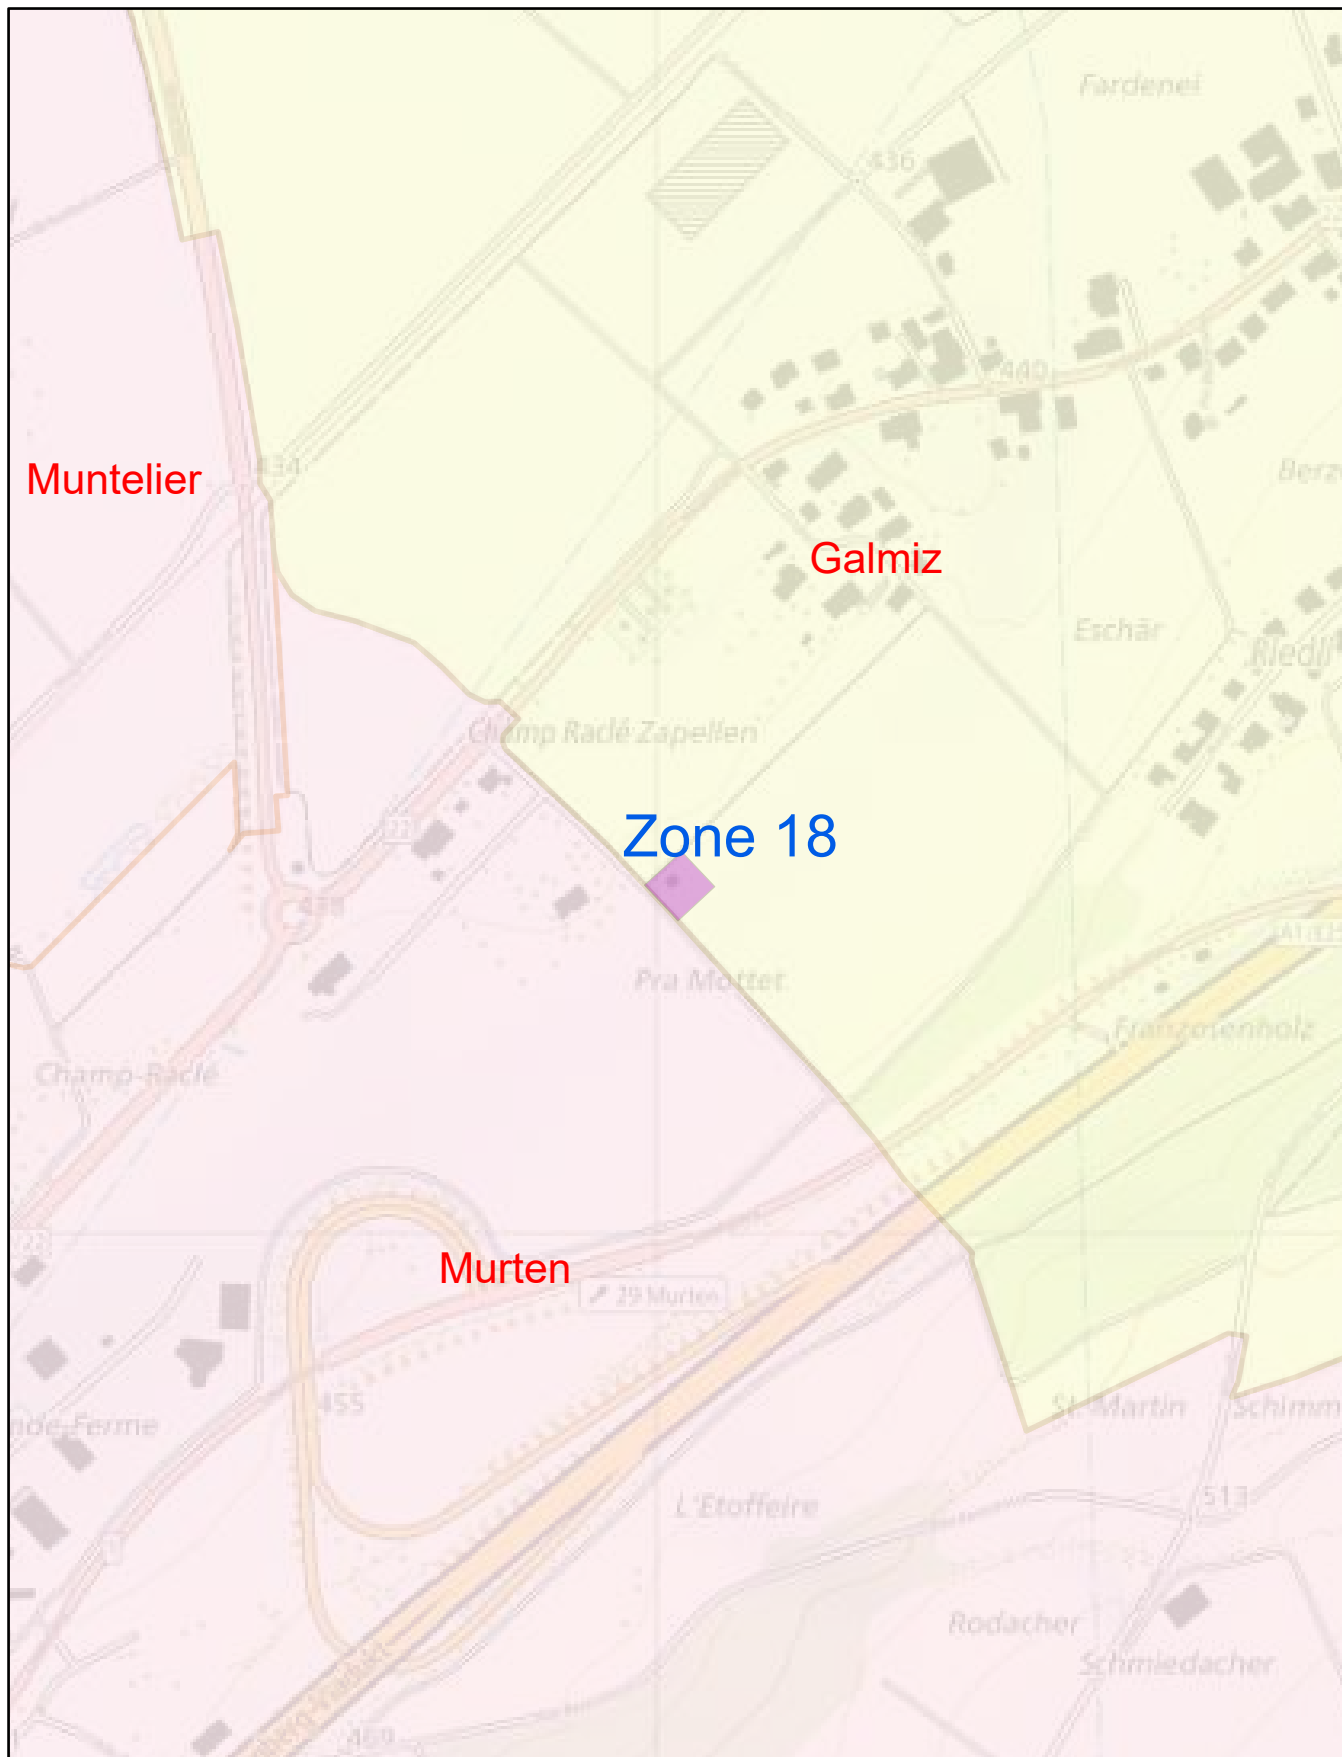 Fardenei
436
440
Muntelier
434
Galmiz
Eschär
Riedli
Champ Raclé Zapellen
22
Zone 18
438
Pra Mottet
Franzosenholz
Champ-Raclé
22
Murten
29 Murten
455
St. Martin
L'Etoffeire
513
Rodacher
Schmiedacher
469